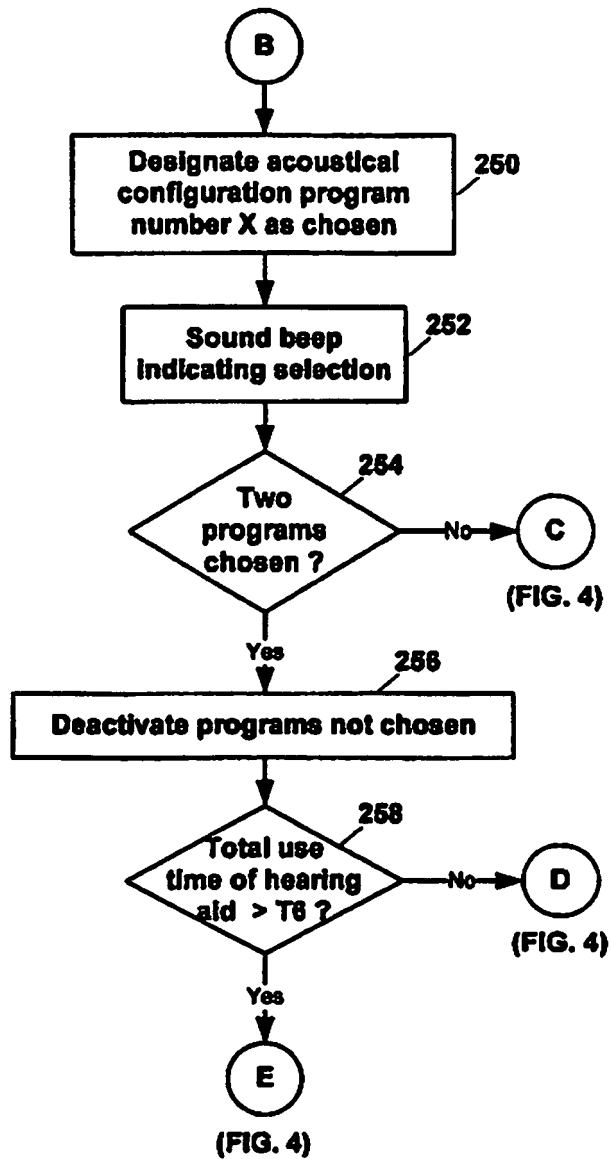 B
Designate acoustical
configuration program
number X as chosen
250
Sound beep
indicating selection
252
Two
programs
chosen ?
254
No
C
(FIG. 4)
Yes
256
Deactivate programs not chosen
Total use
time of hearing
aid > T6 ?
258
No
D
(FIG. 4)
Yes
E
(FIG. 4)